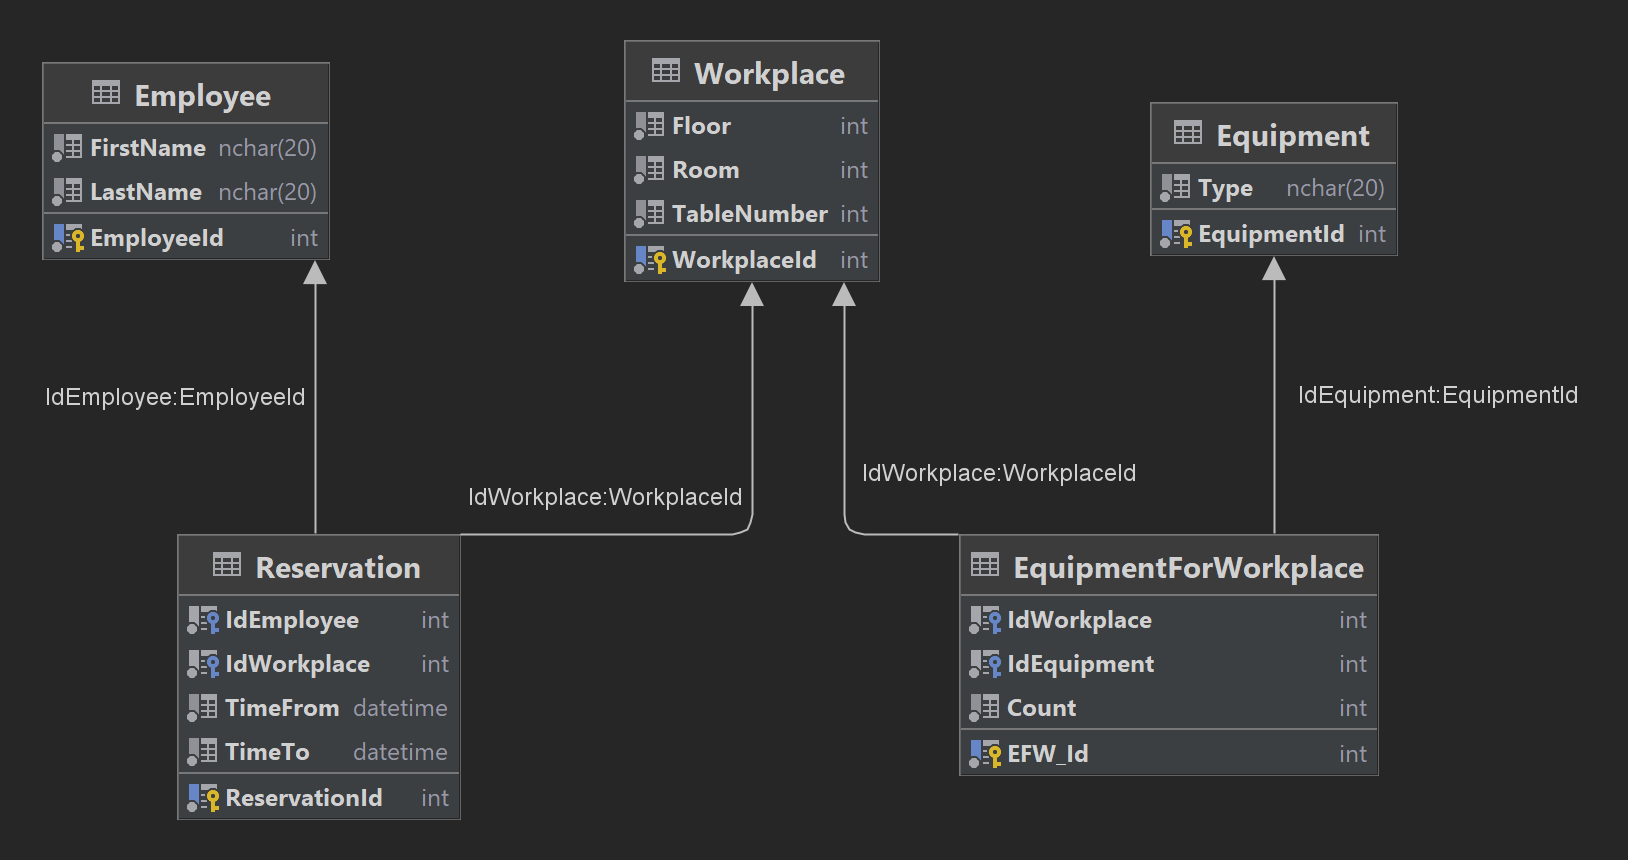 Employee
FirstName nchar(20)
LastName nchar(20)
EmployeeId int
Workplace
Floor int
Room int
TableNumber int
WorkplaceId int
Equipment
Type nchar(20)
EquipmentId int
IdEmployee:EmployeeId
IdWorkplace:WorkplaceId
IdWorkplace:WorkplaceId
IdEquipment:EquipmentId
Reservation
IdEmployee int
IdWorkplace int
TimeFrom datetime
TimeTo datetime
ReservationId int
EquipmentForWorkplace
IdWorkplace int
IdEquipment int
Count int
EFW_Id int